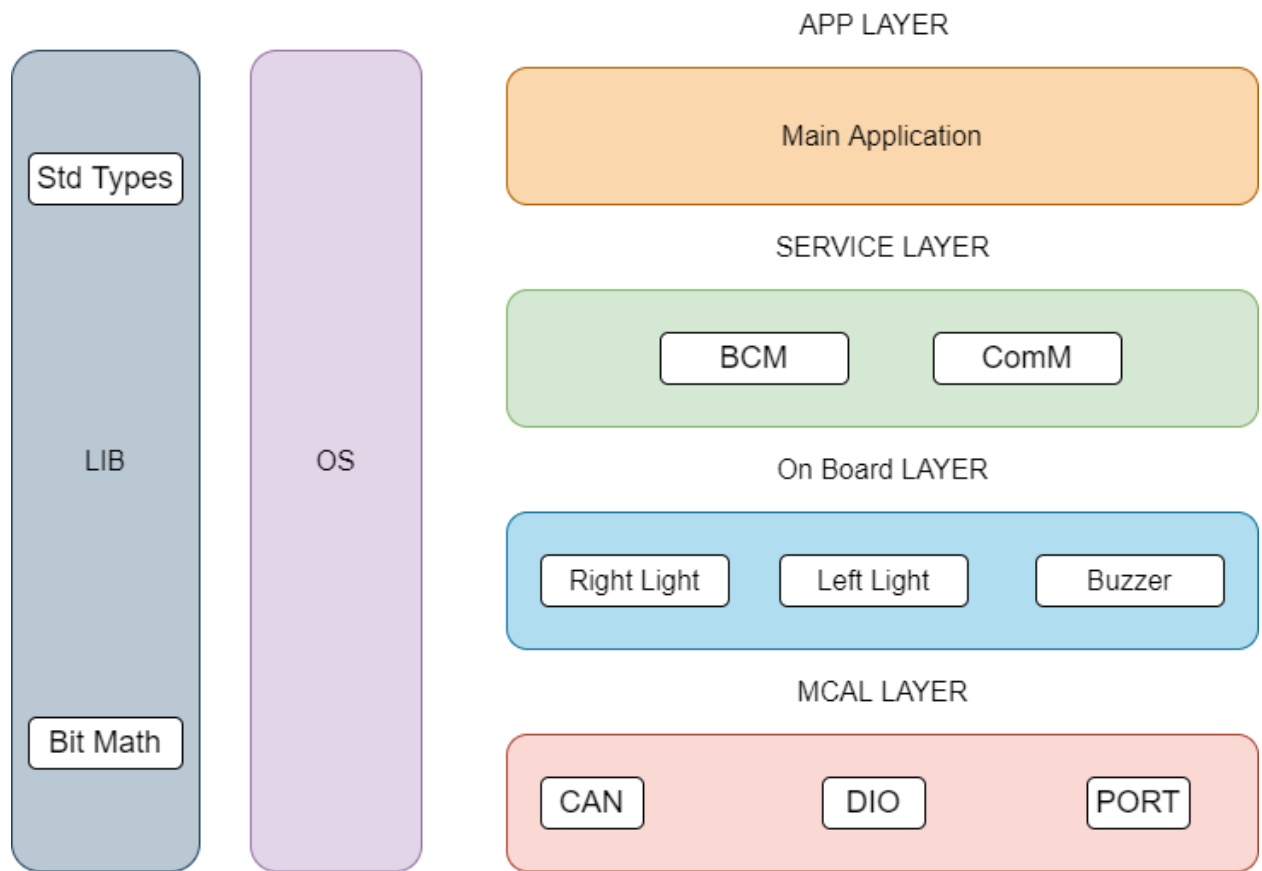 APP LAYER
Main Application
Std Types
SERVICE LAYER
BCM
ComM
LIB
OS
On Board LAYER
Right Light
Left Light
Buzzer
MCAL LAYER
Bit Math
CAN
DIO
PORT